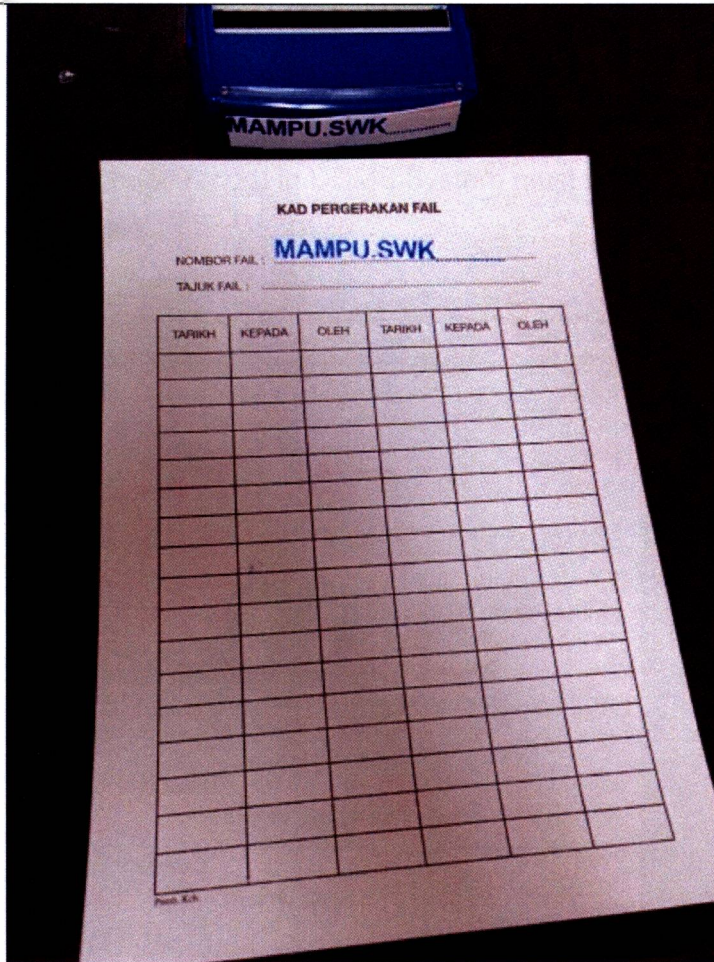 MAMPU.SWK..............
KAD PERGERAKAN FAIL
NOMBOR FAIL : MAMPU.SWK..............
TAJUK FAIL : ..............................
TARIKH KEPADA OLEH TARIKH KEPADA OLEH